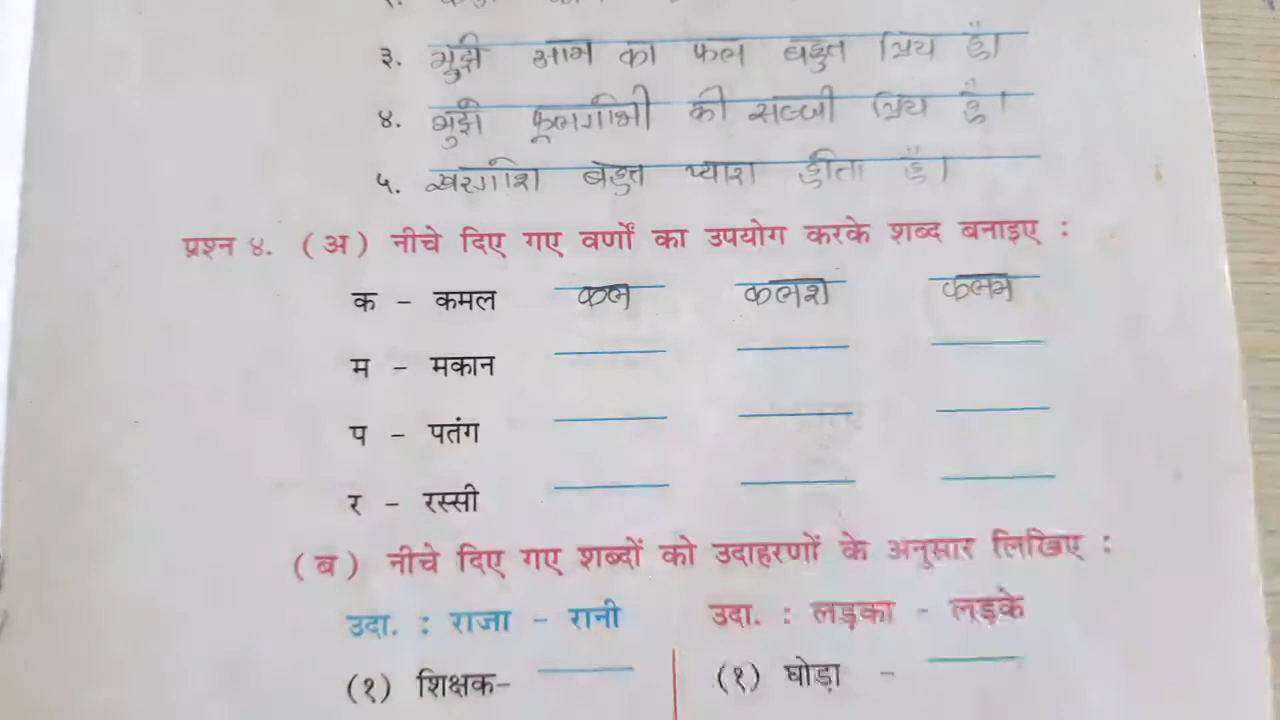 ३. मुझे आम का फल बहुत प्रिय है।
४. मुझे फूलगोभी की सब्जी प्रिय है।
५. खरगोश बहुत प्यारा होता है।
प्रश्न ४. (अ) नीचे दिए गए वर्णों का उपयोग करके शब्द बनाइए :
क - कमल कल कलश कलम
म - मकान
प - पतंग
र - रस्सी
(ब) नीचे दिए गए शब्दों को उदाहरणों के अनुसार लिखिए :
उदा. : राजा - रानी उदा. : लड़का - लड़के
(१) शिक्षक- (१) घोड़ा -